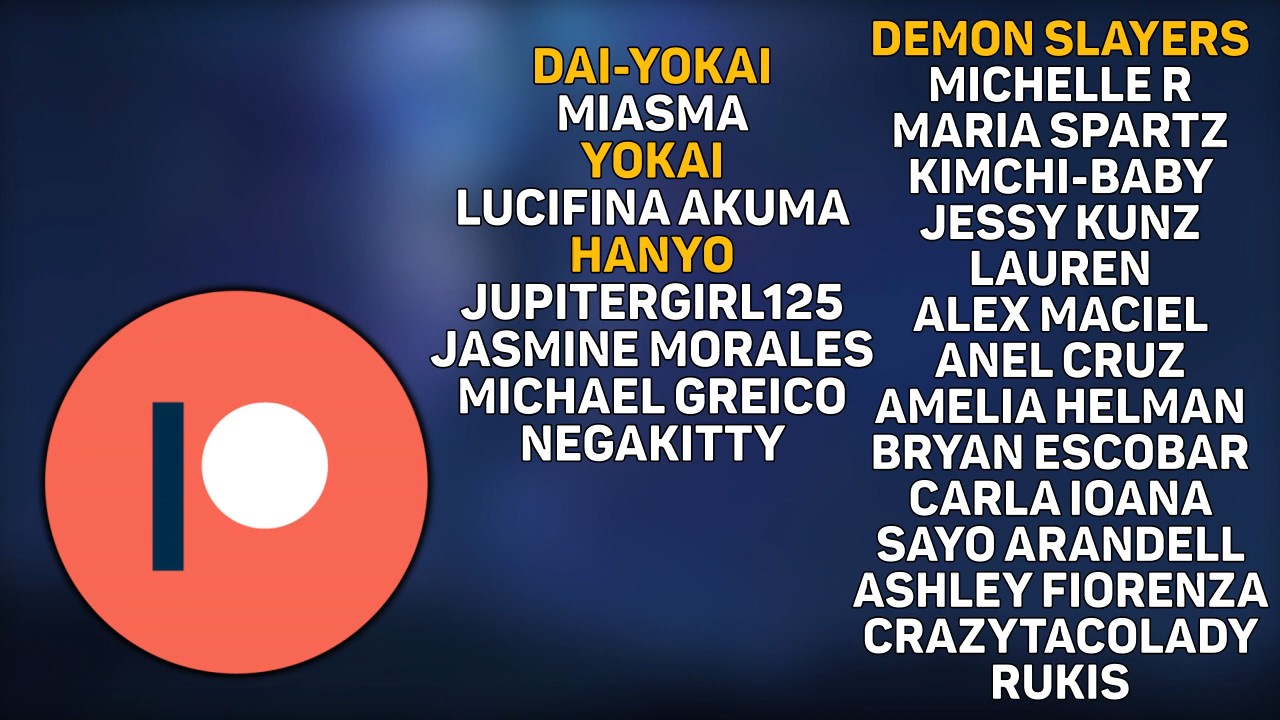 DAI-YOKAI
MIASMA
YOKAI
LUCIFINA AKUMA
HANYO
JUPITERGIRL125
JASMINE MORALES
MICHAEL GREICO
NEGAKITTY
DEMON SLAYERS
MICHELLE R
MARIA SPARTZ
KIMCHI-BABY
JESSY KUNZ
LAUREN
ALEX MACIEL
ANEL CRUZ
AMELIA HELMAN
BRYAN ESCOBAR
CARLA IOANA
SAYO ARANDELL
ASHLEY FIORENZA
CRAZYTACOLADY
RUKIS